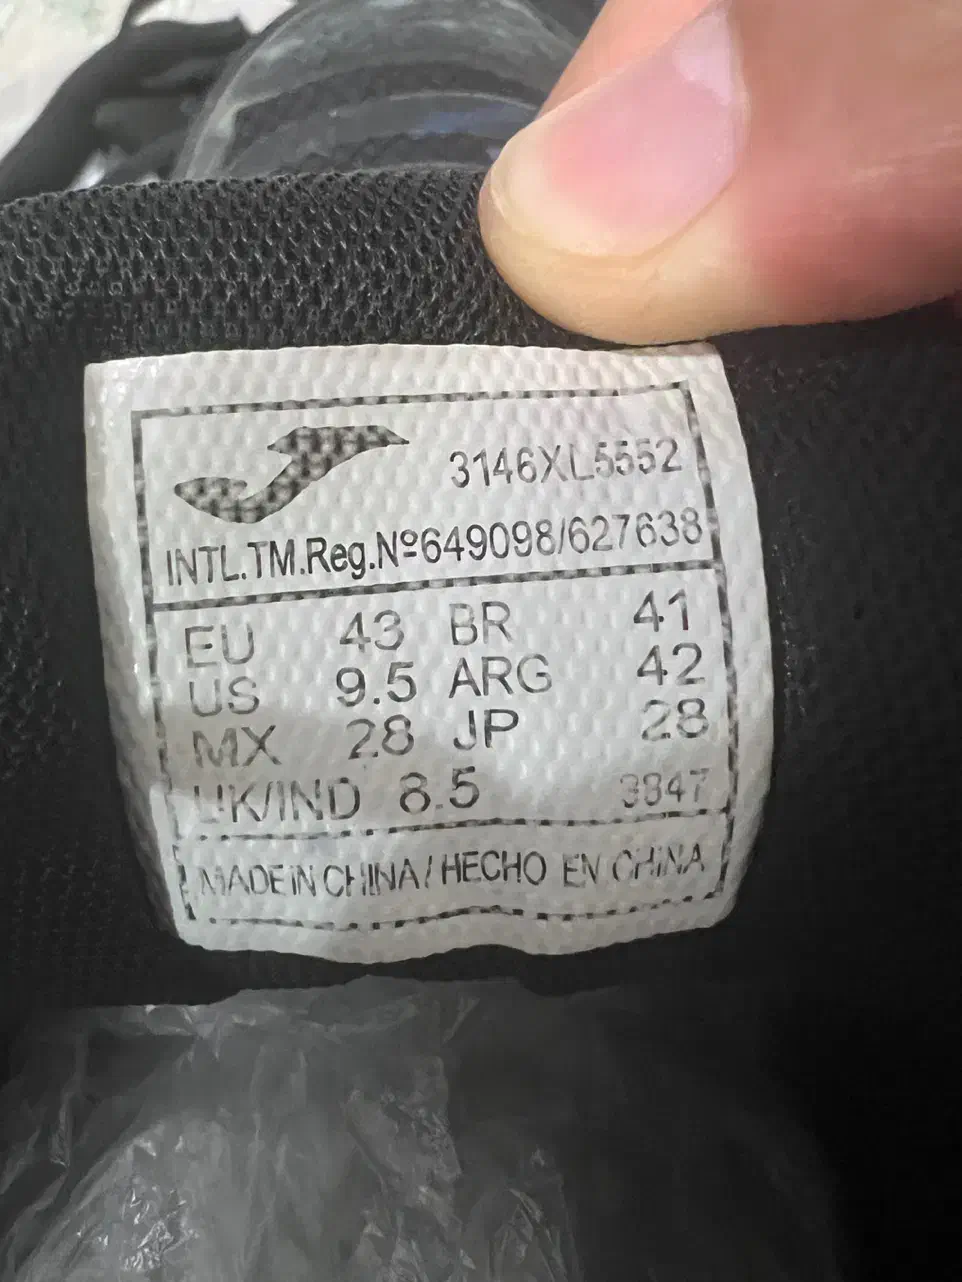 3146XL5552
INTL.TM.Reg.Nº649098/627638
EU 43 BR 41
US 9.5 ARG 42
MX 28 JP 28
UK/IND 8.5 3847
MADE IN CHINA / HECHO EN CHINA